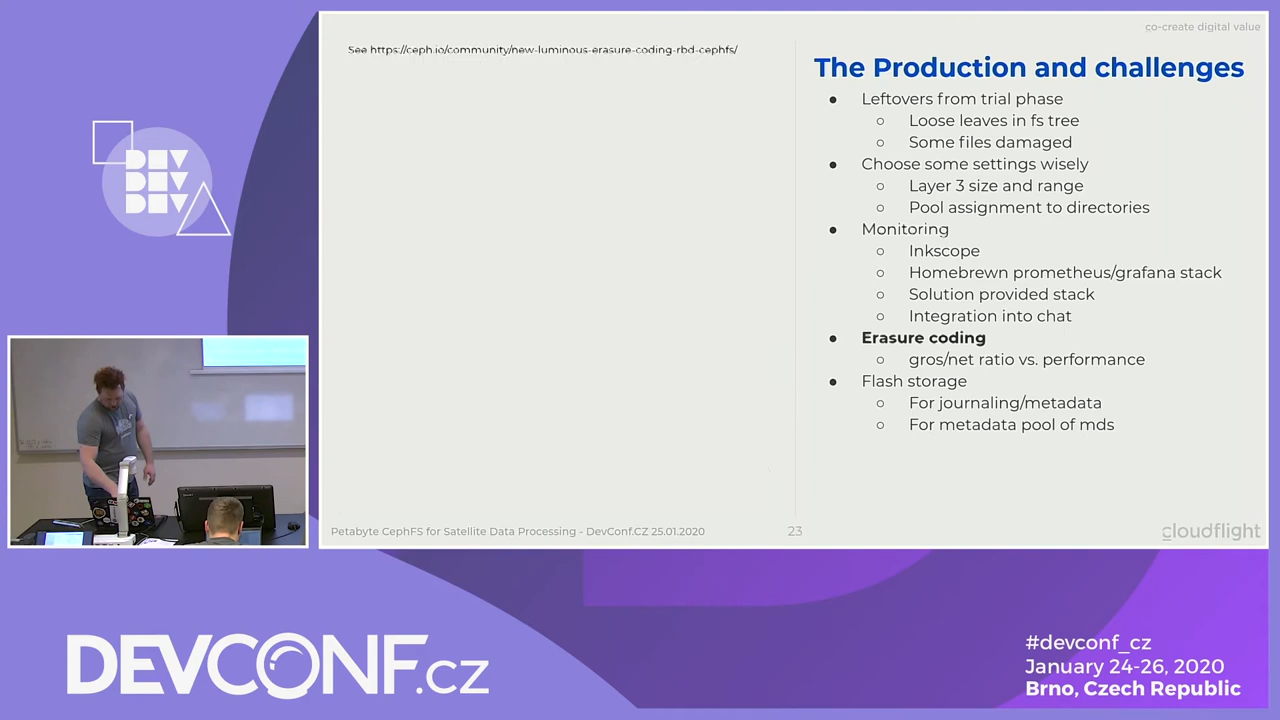 co-create digital value
See https://ceph.io/community/new-luminous-erasure-coding-rbd-cephfs/
The Production and challenges
● Leftovers from trial phase
○ Loose leaves in fs tree
○ Some files damaged
● Choose some settings wisely
○ Layer 3 size and range
○ Pool assignment to directories
● Monitoring
○ Inkscope
○ Homebrewn prometheus/grafana stack
○ Solution provided stack
○ Integration into chat
● Erasure coding
○ gros/net ratio vs. performance
● Flash storage
○ For journaling/metadata
○ For metadata pool of mds
Petabyte CephFS for Satellite Data Processing - DevConf.CZ 25.01.2020
23
cloudflight
DEV
DEV
DEV
DEVCONF.cz
#devconf_cz
January 24-26, 2020
Brno, Czech Republic